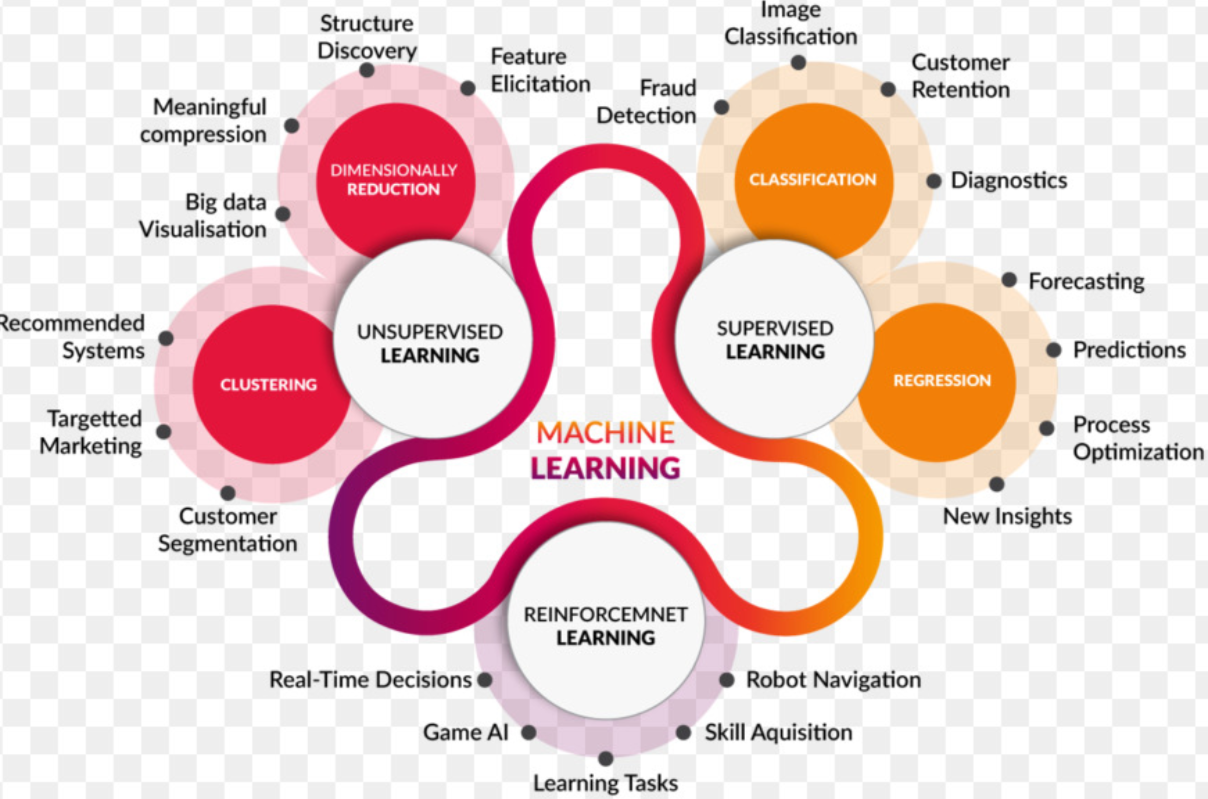 Structure
Discovery
Feature
Elicitation
Meaningful
compression
Big data
Visualisation
DIMENSIONALLY
REDUCTION
Recommended
Systems
Targetted
Marketing
Customer
Segmentation
CLUSTERING
UNSUPERVISED
LEARNING
Image
Classification
Customer
Retention
Fraud
Detection
Diagnostics
CLASSIFICATION
SUPERVISED
LEARNING
Forecasting
Predictions
Process
Optimization
New Insights
REGRESSION
MACHINE
LEARNING
REINFORCEMNET
LEARNING
Real-Time Decisions
Game AI
Learning Tasks
Skill Aquisition
Robot Navigation